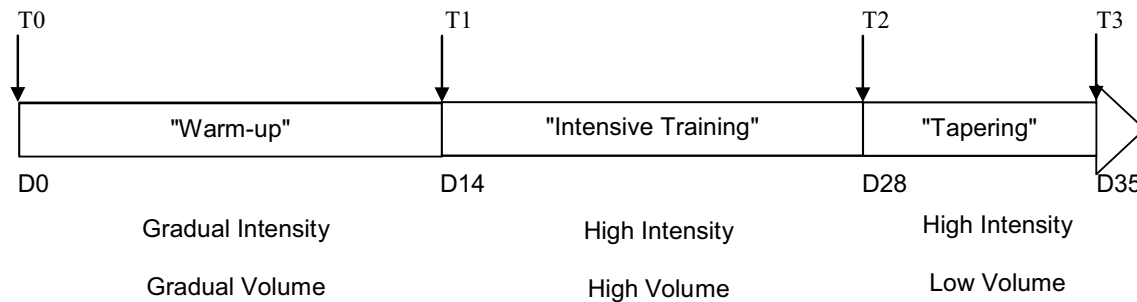 T0 T1 T2 T3
"Warm-up" "Intensive Training" "Tapering"
D0 D14 D28 D35
Gradual Intensity High Intensity High Intensity
Gradual Volume High Volume Low Volume